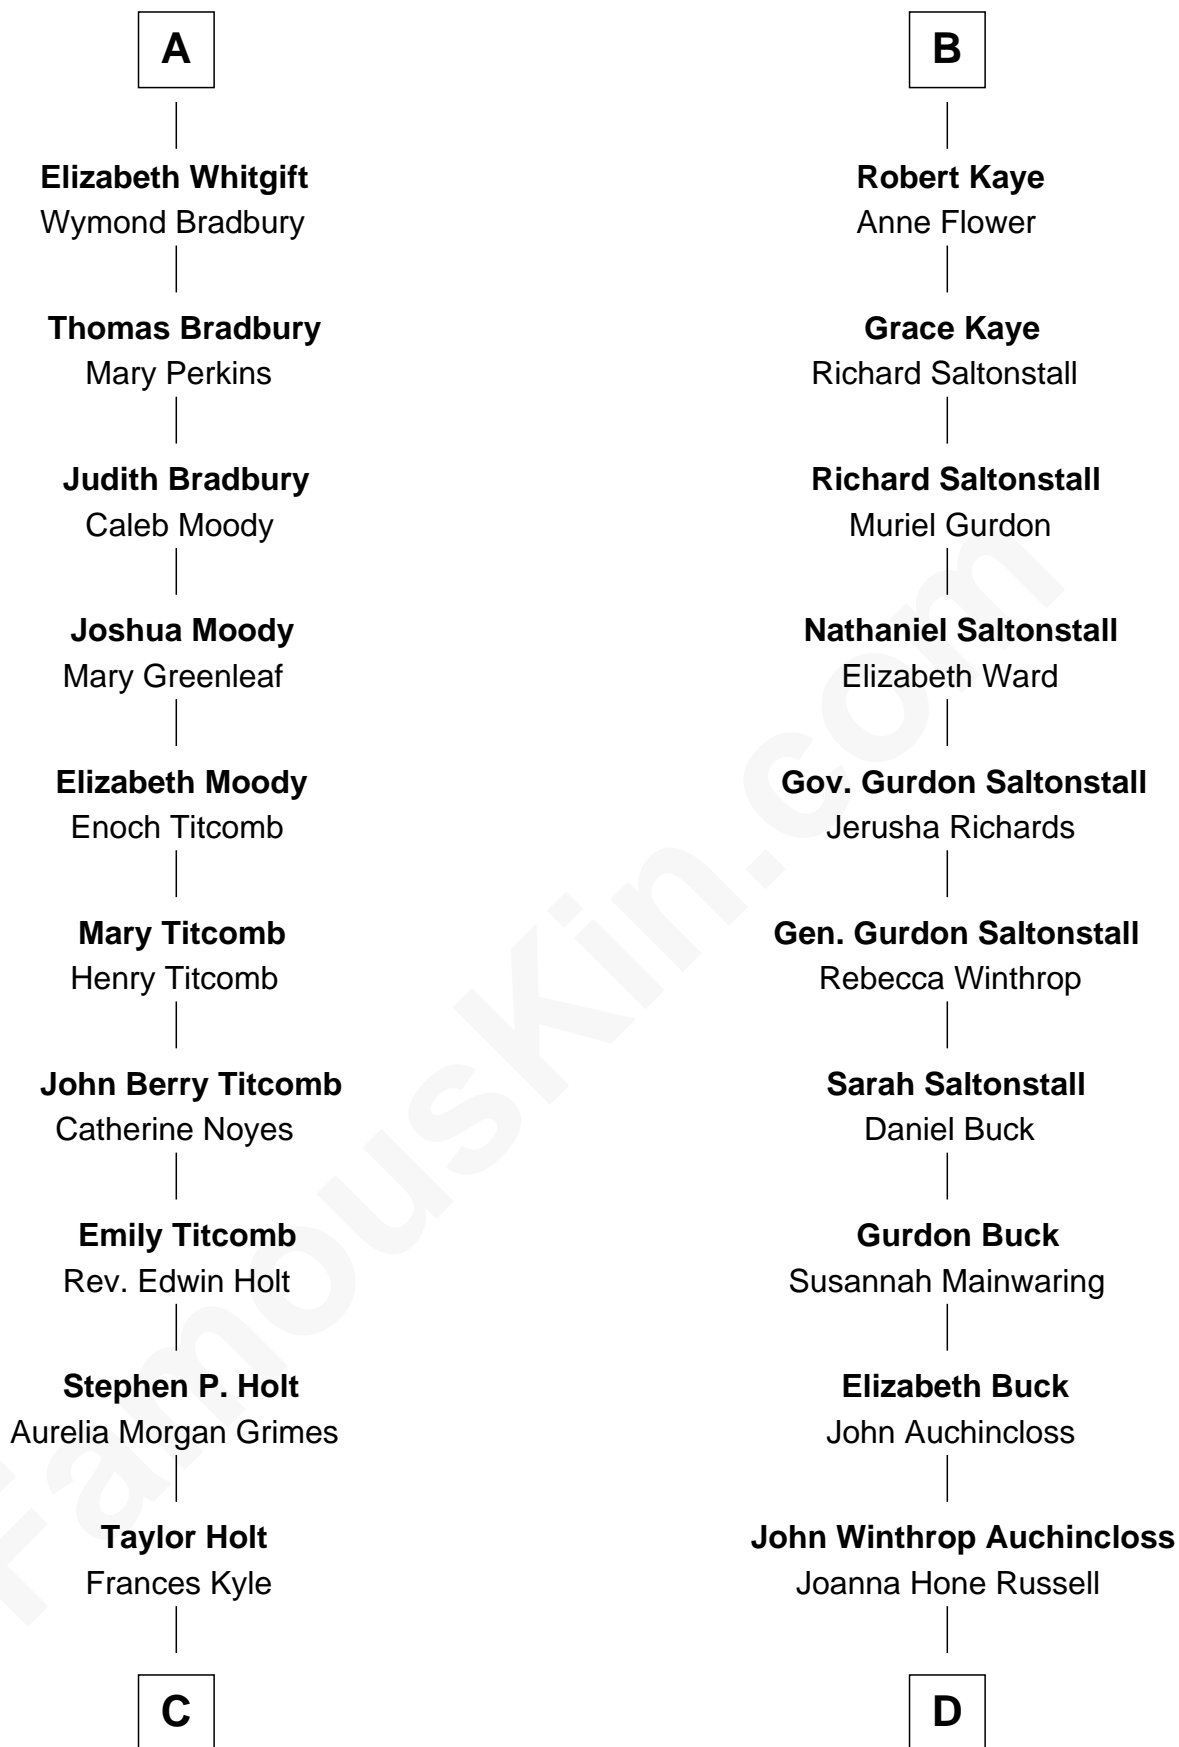 A
Elizabeth Whitgift
Wymond Bradbury
Thomas Bradbury
Mary Perkins
Judith Bradbury
Caleb Moody
Joshua Moody
Mary Greenleaf
Elizabeth Moody
Enoch Titcomb
Mary Titcomb
Henry Titcomb
John Berry Titcomb
Catherine Noyes
Emily Titcomb
Rev. Edwin Holt
Stephen P. Holt
Aurelia Morgan Grimes
Taylor Holt
Frances Kyle
C
B
Robert Kaye
Anne Flower
Grace Kaye
Richard Saltonstall
Richard Saltonstall
Muriel Gurdon
Nathaniel Saltonstall
Elizabeth Ward
Gov. Gurdon Saltonstall
Jerusha Richards
Gen. Gurdon Saltonstall
Rebecca Winthrop
Sarah Saltonstall
Daniel Buck
Gurdon Buck
Susannah Mainwaring
Elizabeth Buck
John Auchincloss
John Winthrop Auchincloss
Joanna Hone Russell
D
FamousKin.com